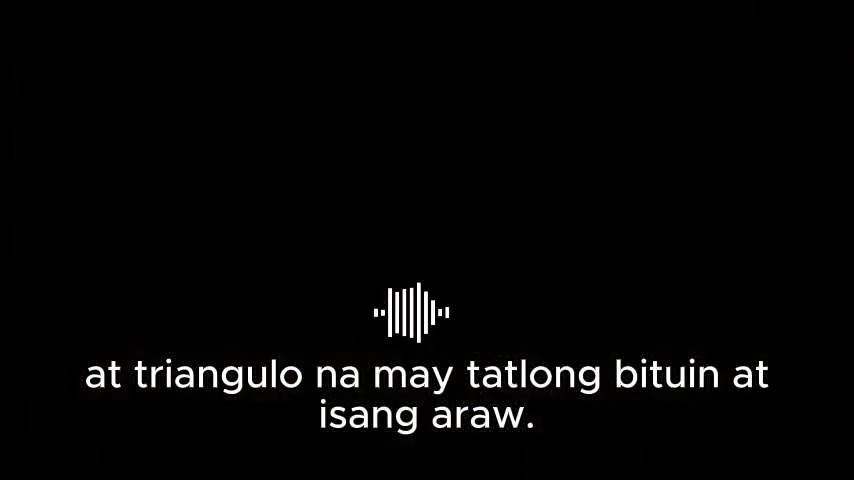 at triangulo na may tatlong bituin at
isang araw.